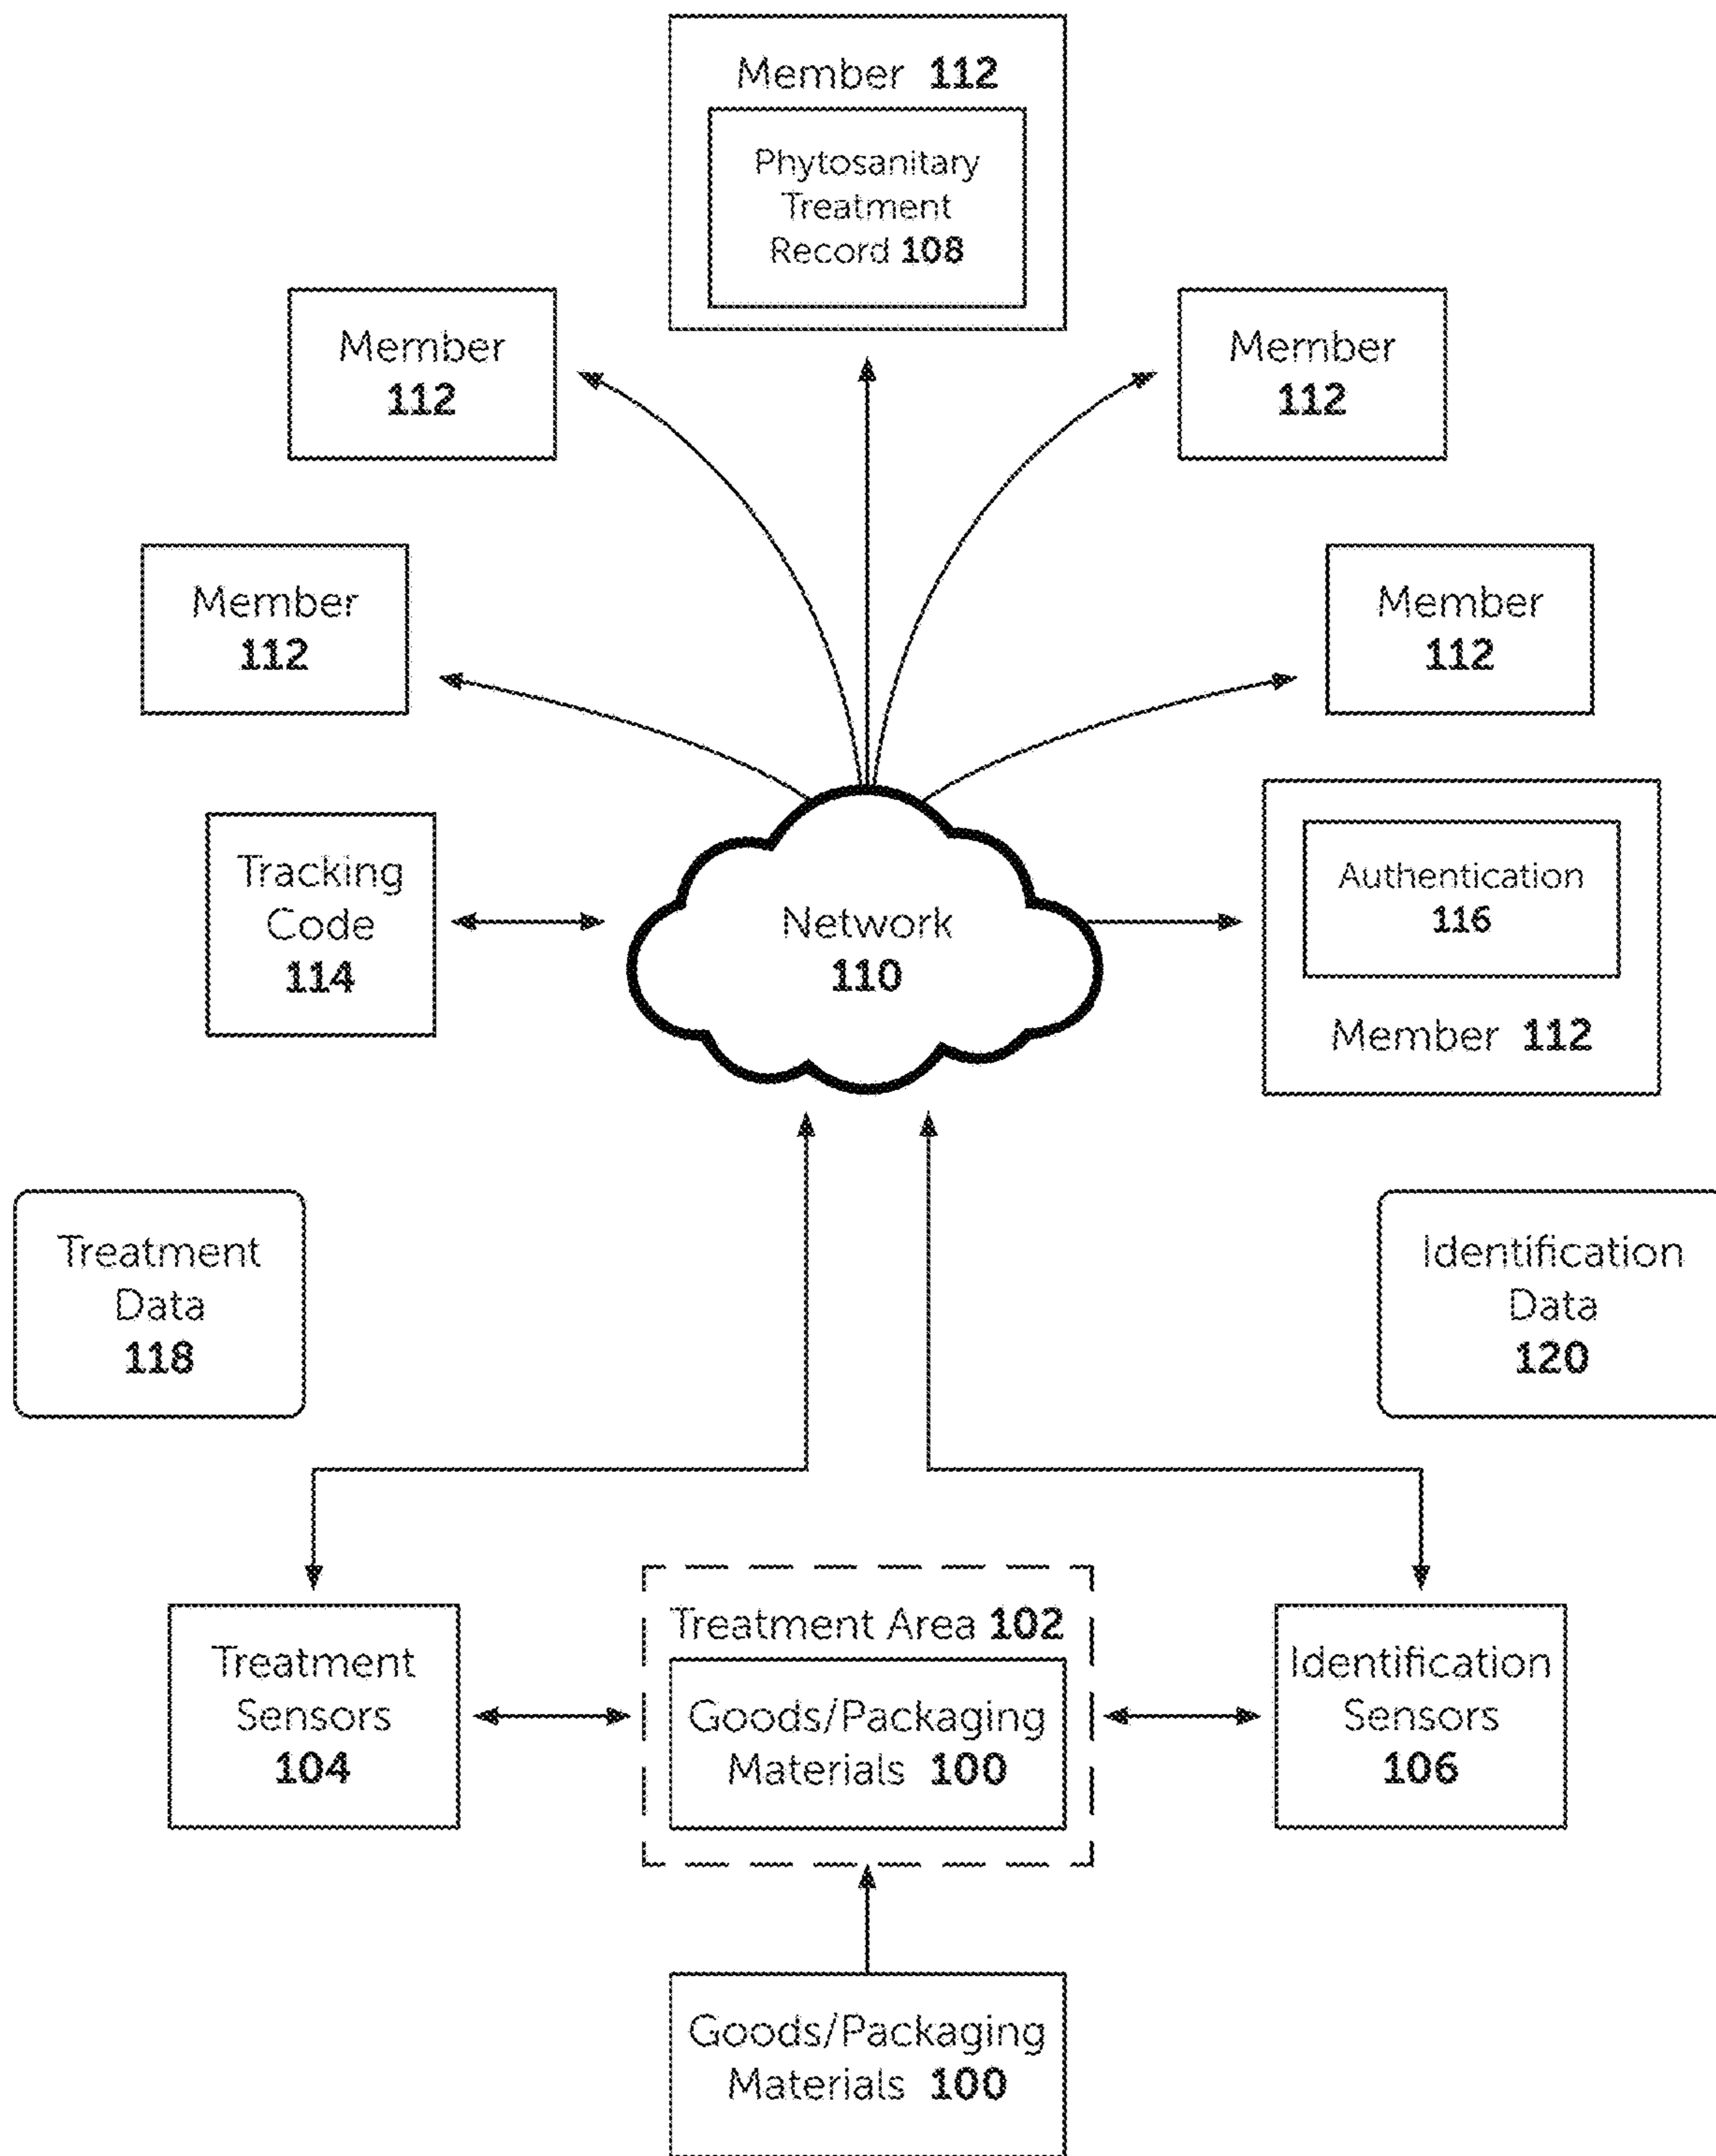 Member 112
Phytosanitary
Treatment
Record 108
Member
112
Member
112
Member
112
Member
112
Tracking
Code
114
Network
110
Authentication
116
Member 112
Treatment
Data
118
Identification
Data
120
Treatment
Sensors
104
Treatment Area 102
Goods/Packaging
Materials 100
Identification
Sensors
106
Goods/Packaging
Materials 100